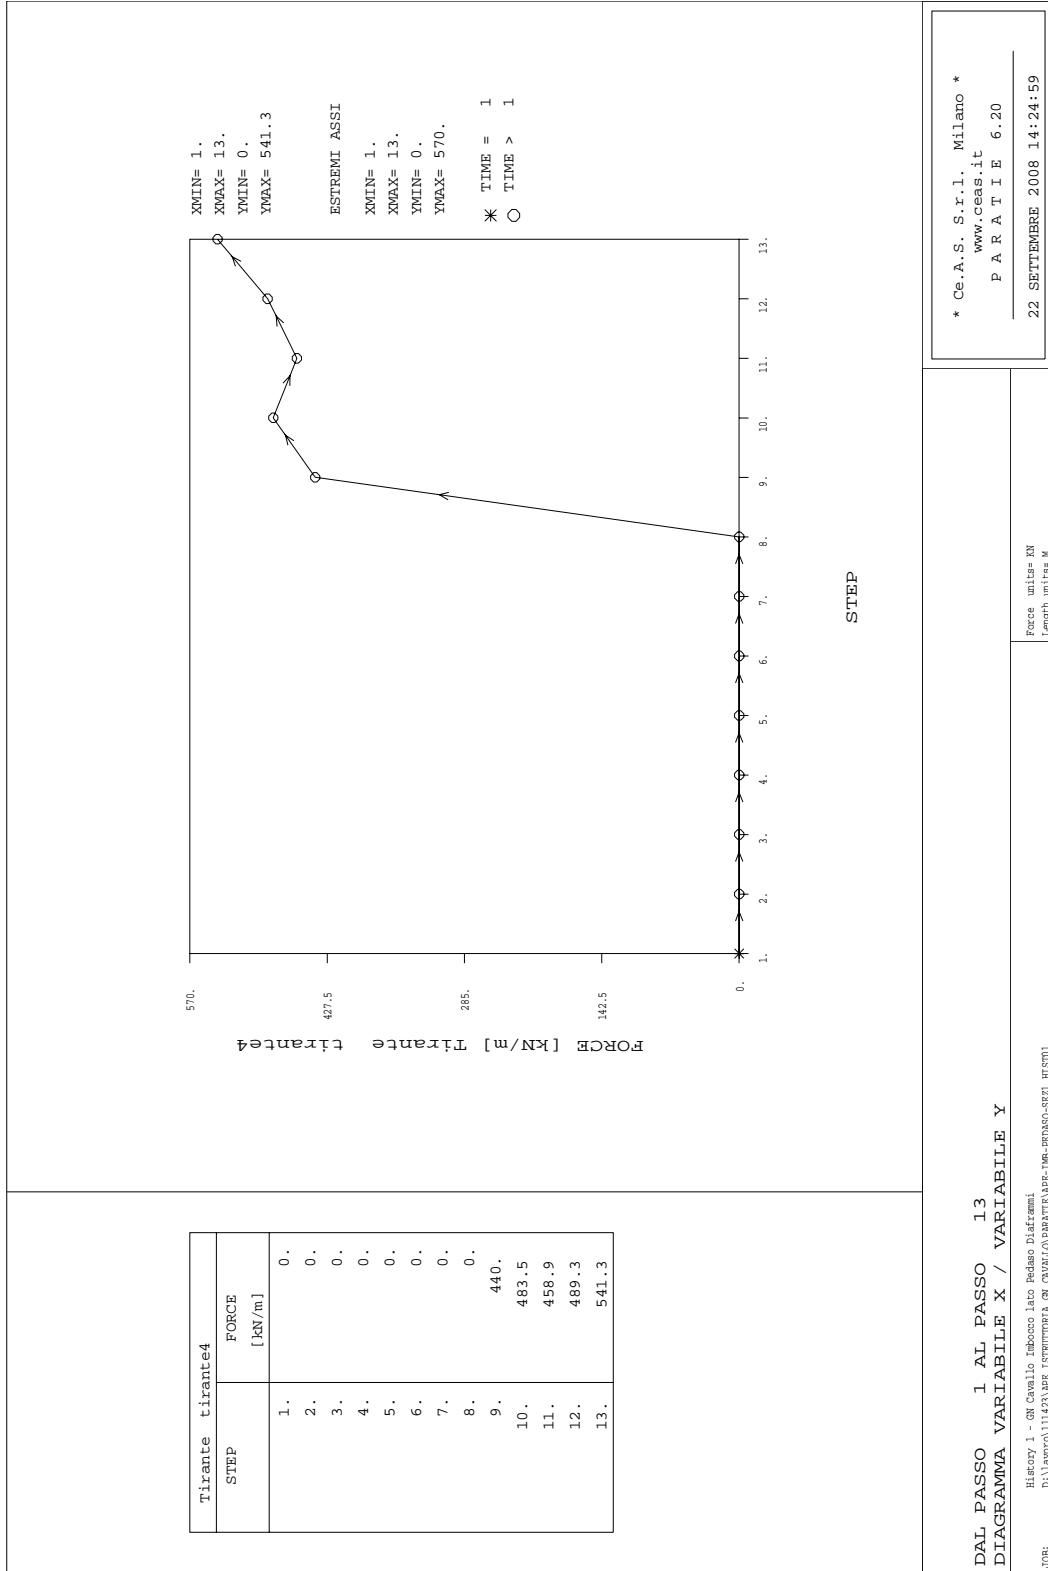 Tirante tirante4
STEP FORCE
[kN/m]
1. 0.
2. 0.
3. 0.
4. 0.
5. 0.
6. 0.
7. 0.
8. 0.
9. 440.
10. 483.5
11. 458.9
12. 489.3
13. 541.3
FORCE [kN/m] Tirante tirante4
570.
427.5
285.
142.5
0.
1. 2. 3. 4. 5. 6. 7. 8. 9. 10. 11. 12. 13.
STEP
XMIN= 1.
XMAX= 13.
YMIN= 0.
YMAX= 541.3
ESTREMI ASSI
XMIN= 1.
XMAX= 13.
YMIN= 0.
YMAX= 570.
TIME = 1
TIME > 1
DAL PASSO 1 AL PASSO 13
DIAGRAMMA VARIABILE X / VARIABILE Y
* Ce.A.S. S.r.l. Milano *
www.ceas.it
P A R A T I E 6.20
22 SETTEMBRE 2008 14:24:59
JOB:
History 1 - GN Cavallo Imbocco lato Pedaso Diaframmi
Force units= KN
Length units= M